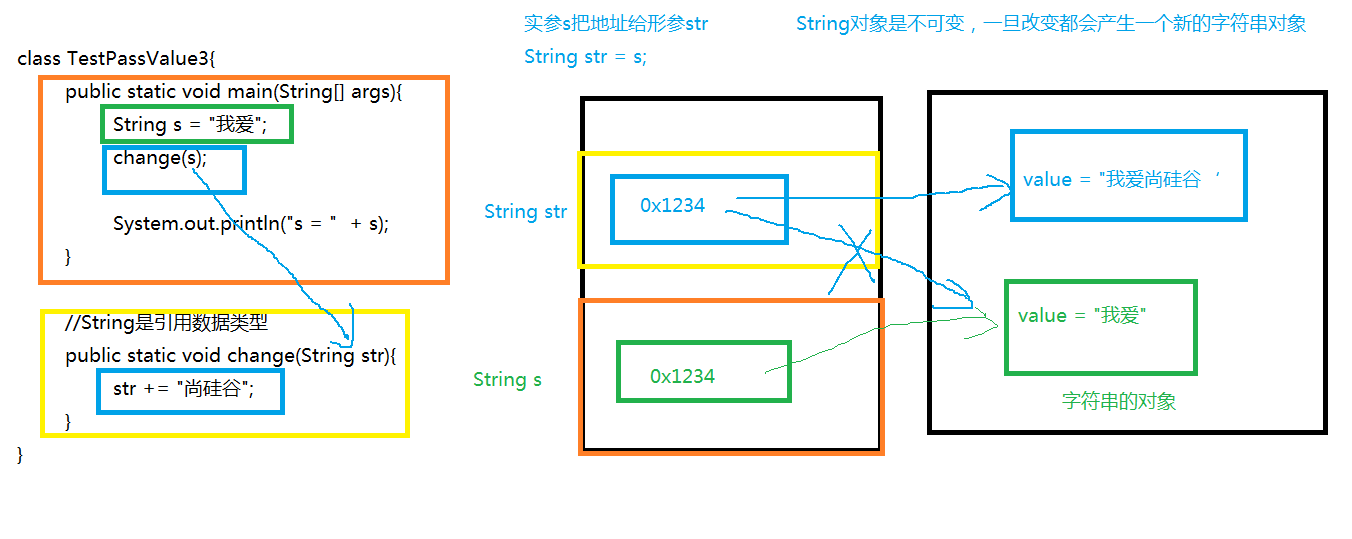 class TestPassValue3{
public static void main(String[] args){
String s = "我爱";
change(s);
System.out.println("s = " + s);
}
//String是引用数据类型
public static void change(String str){
str += "尚硅谷";
}
}
实参s把地址给形参str
String str = s;
String对象是不可变，一旦改变都会产生一个新的字符串对象
String str
0x1234
value = "我爱尚硅谷‘
String s
0x1234
value = "我爱"
字符串的对象